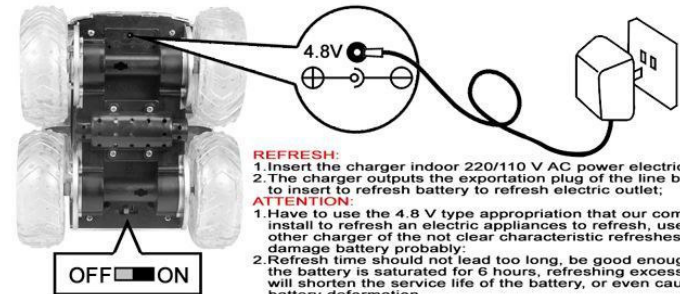 4.8V
REFRESH:
1.Insert the charger indoor 220/110 V AC power electric
2.The charger outputs the exportation plug of the line b
to insert to refresh battery to refresh electric outlet;
ATTENTION:
1.Have to use the 4.8 V type appropriation that our com
install to refresh an electric appliances to refresh, use
other charger of the not clear characteristic refreshes
damage battery probably:
2.Refresh time should not lead too long, be good enoug
the battery is saturated for 6 hours, refreshing excess
will shorten the service life of the battery, or even cau
battery deformation
OFF ON